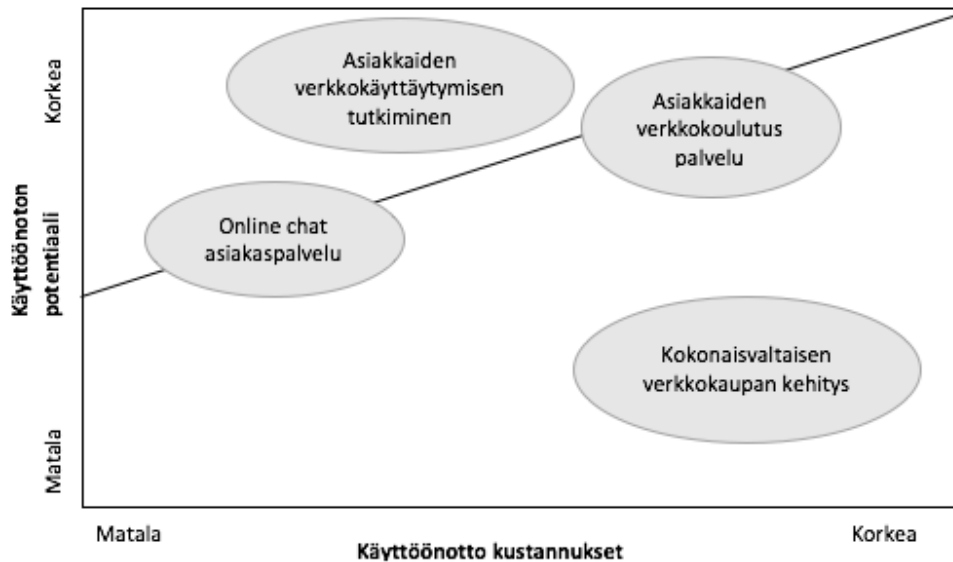 Korkea
Käyttöönoton
potentiaali
Matala
Asiakkaiden
verkkokäyttäytymisen
tutkiminen
Asiakkaiden
verkkokoulutus
palvelu
Online chat
asiakaspalvelu
Kokonaisvaltaisen
verkkokaupan kehitys
Matala
Käyttöönotto kustannukset
Korkea